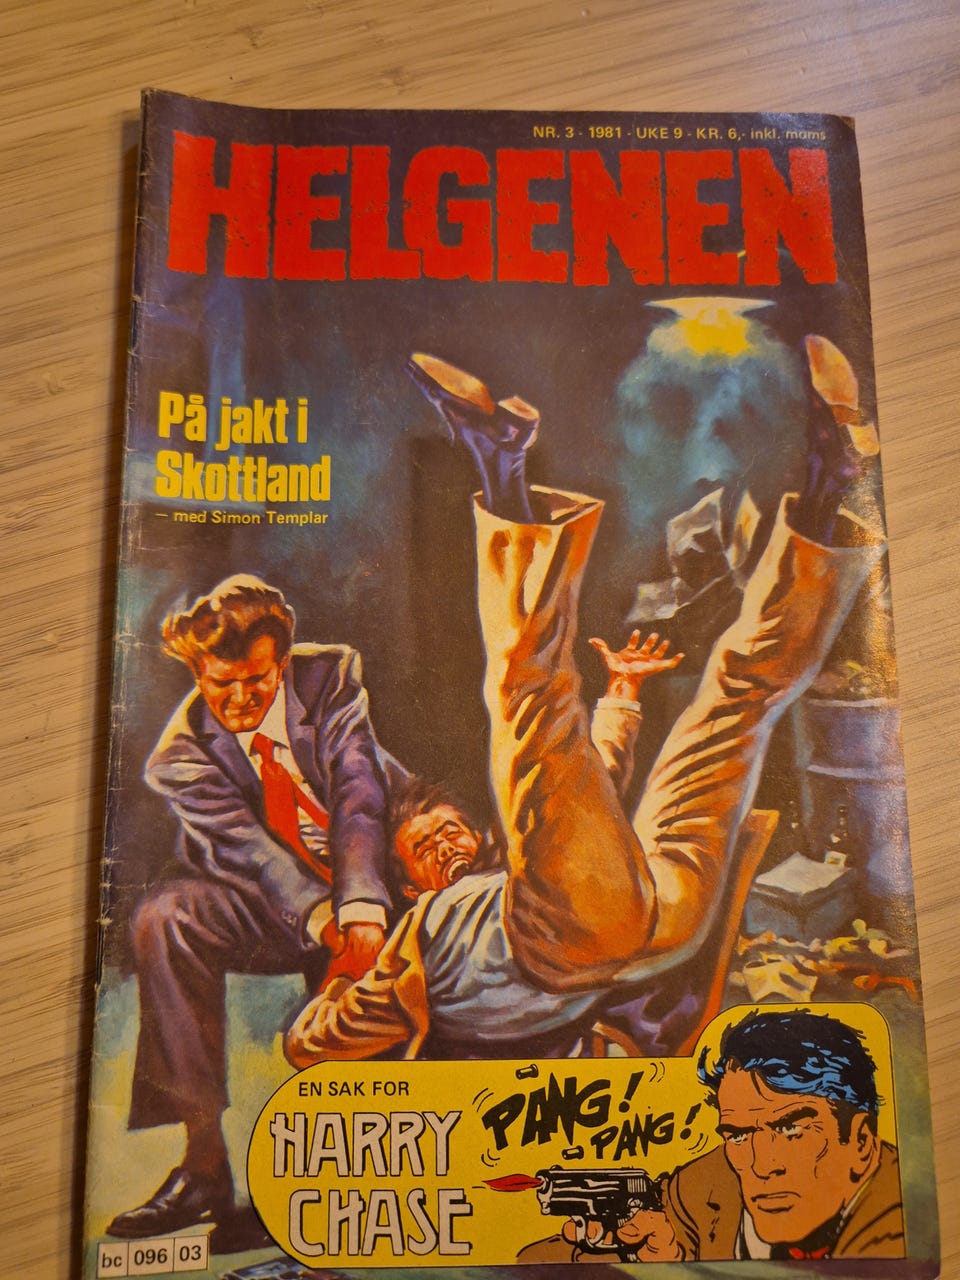 NR. 3 - 1981 - UKE 9 - KR. 6,- inkl. moms
HELGENEN
På jakt i
Skottland
— med Simon Templar
EN SAK FOR
HARRY
CHASE
PANG!
PANG!
bc 096 03